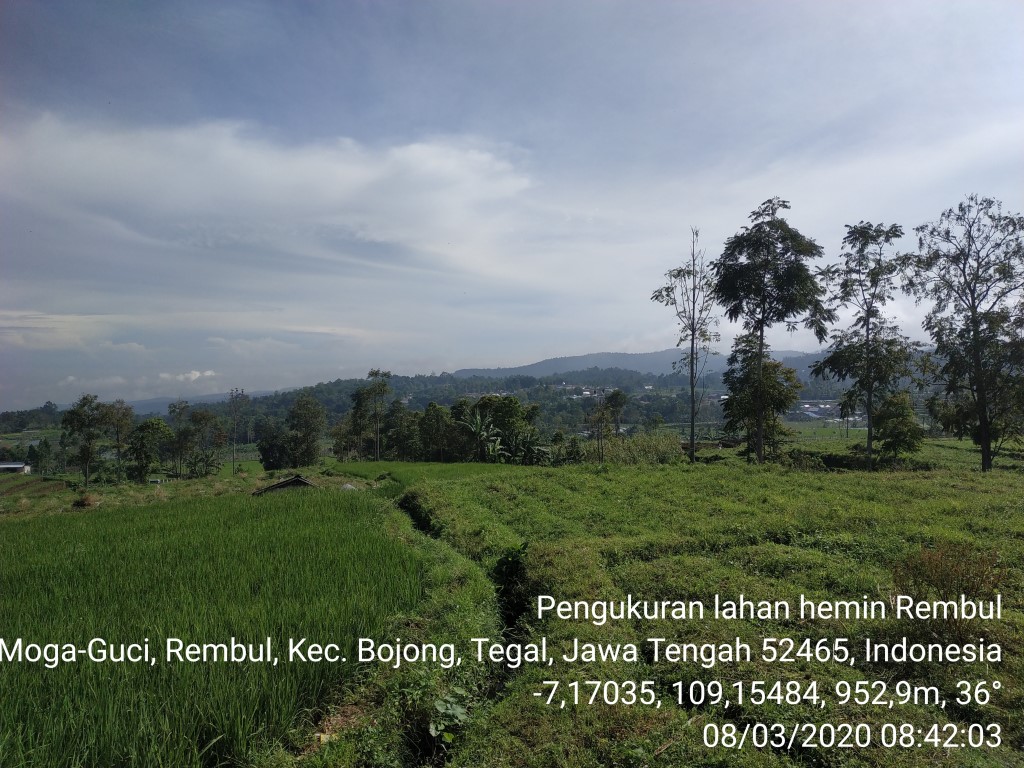 Pengukuran lahan hemin Rembul
Moga-Guci, Rembul, Kec. Bojong, Tegal, Jawa Tengah 52465, Indonesia
-7,17035, 109,15484, 952,9m, 36°
08/03/2020 08:42:03